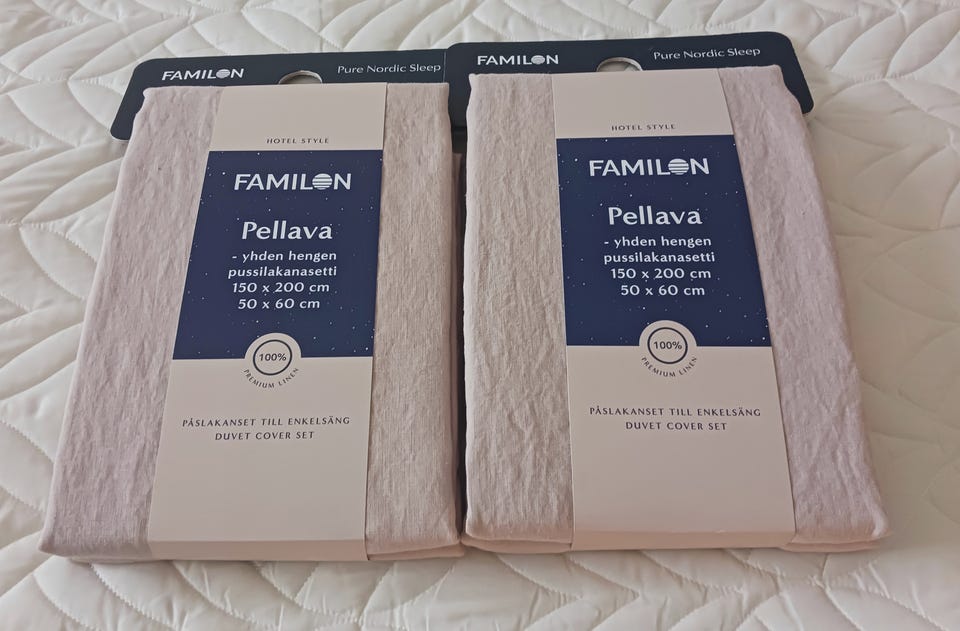 FAMILON
Pure Nordic Sleep
HOTEL STYLE
FAMILON
Pellava
- yhden hengen
pussilakanasetti
150 x 200 cm
50 x 60 cm
100%
PREMIUM LINEN
PÅSLAKANSET TILL ENKELSÄNG
DUVET COVER SET
FAMILON
Pure Nordic Sleep
HOTEL STYLE
FAMILON
Pellava
- yhden hengen
pussilakanasetti
150 x 200 cm
50 x 60 cm
100%
PREMIUM LINEN
PÅSLAKANSET TILL ENKELSÄNG
DUVET COVER SET